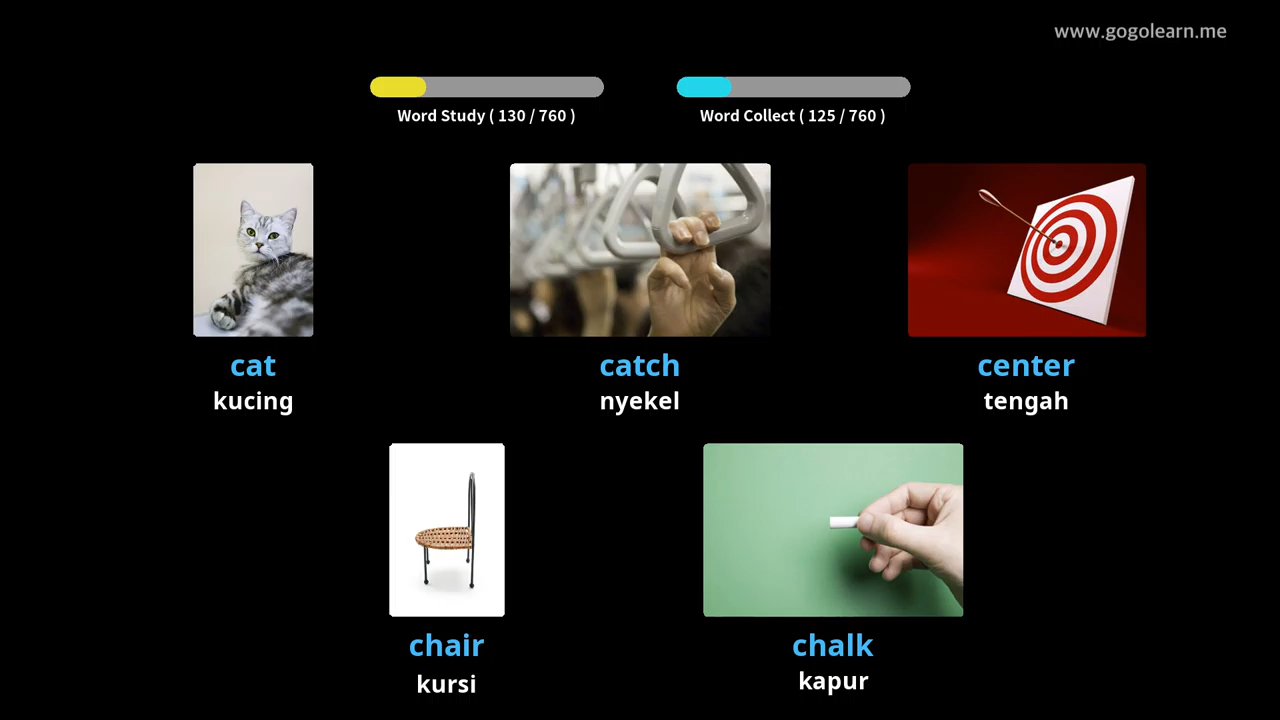 www.gogolearn.me
Word Study ( 130 / 760 )
Word Collect ( 125 / 760 )
cat
kucing
catch
nyekel
center
tengah
chair
kursi
chalk
kapur